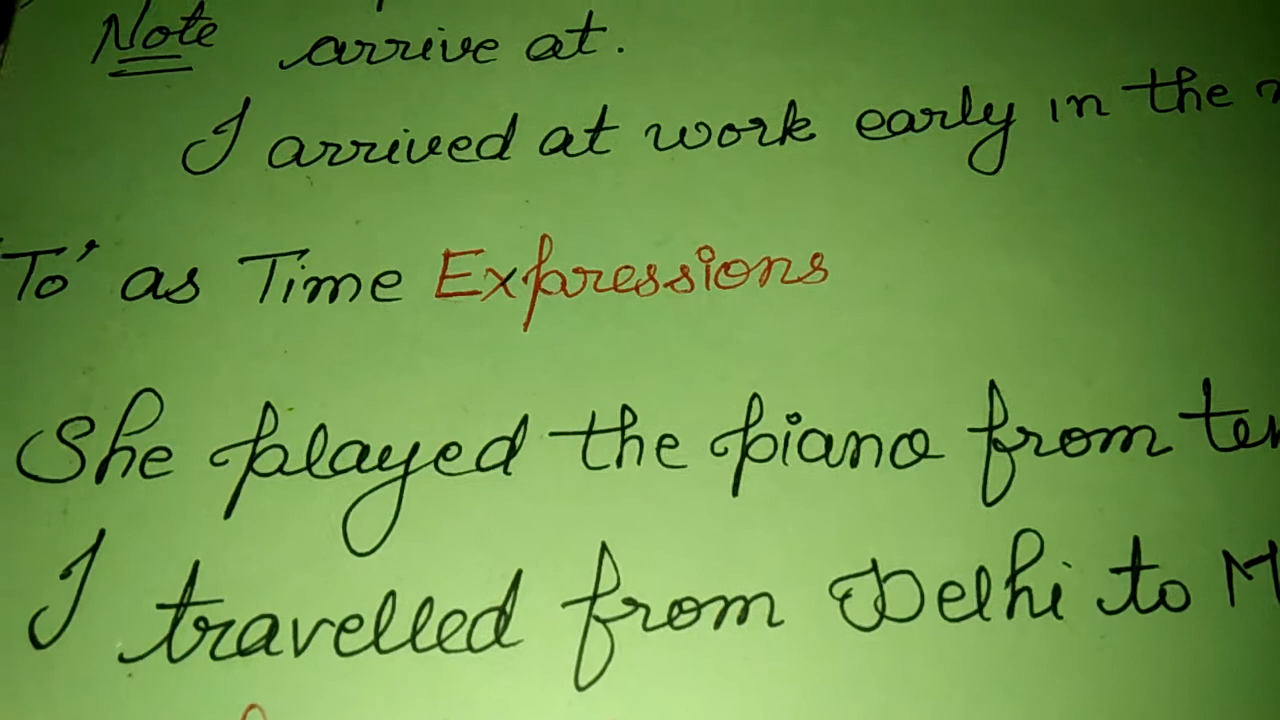 Note arrive at.
I arrived at work early in the
'To' as Time Expressions
She played the piano from
I travelled from Delhi to